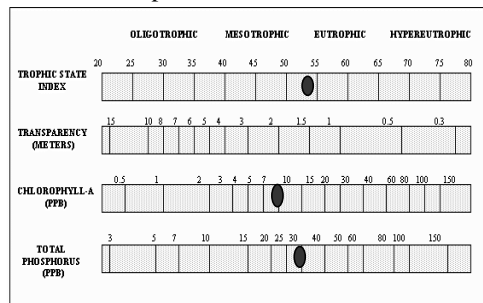 OLIGOTROPHIC MESOTROPHIC EUTROPHIC HYPEREUTROPHIC
20 25 30 35 40 45 50 55 60 65 70 75 80
TROPHIC STATE
INDEX
15 10 8 7 6 5 4 3 2 1.5 1 0.5 0.3
TRANSPARENCY
(METERS)
0.5 1 2 3 4 5 7 10 15 20 30 40 60 80 100 150
CHLOROPHYLL-A
(PPB)
3 5 7 10 15 20 25 30 40 50 60 80 100 150
TOTAL
PHOSPHORUS
(PPB)